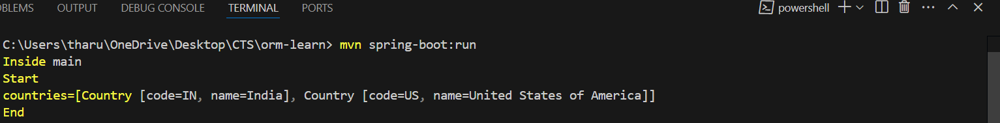 OBLEMS OUTPUT DEBUG CONSOLE TERMINAL PORTS powershell
C:\Users\tharu\OneDrive\Desktop\CTS\orm-learn> mvn spring-boot:run
Inside main
Start
countries=[Country [code=IN, name=India], Country [code=US, name=United States of America]]
End